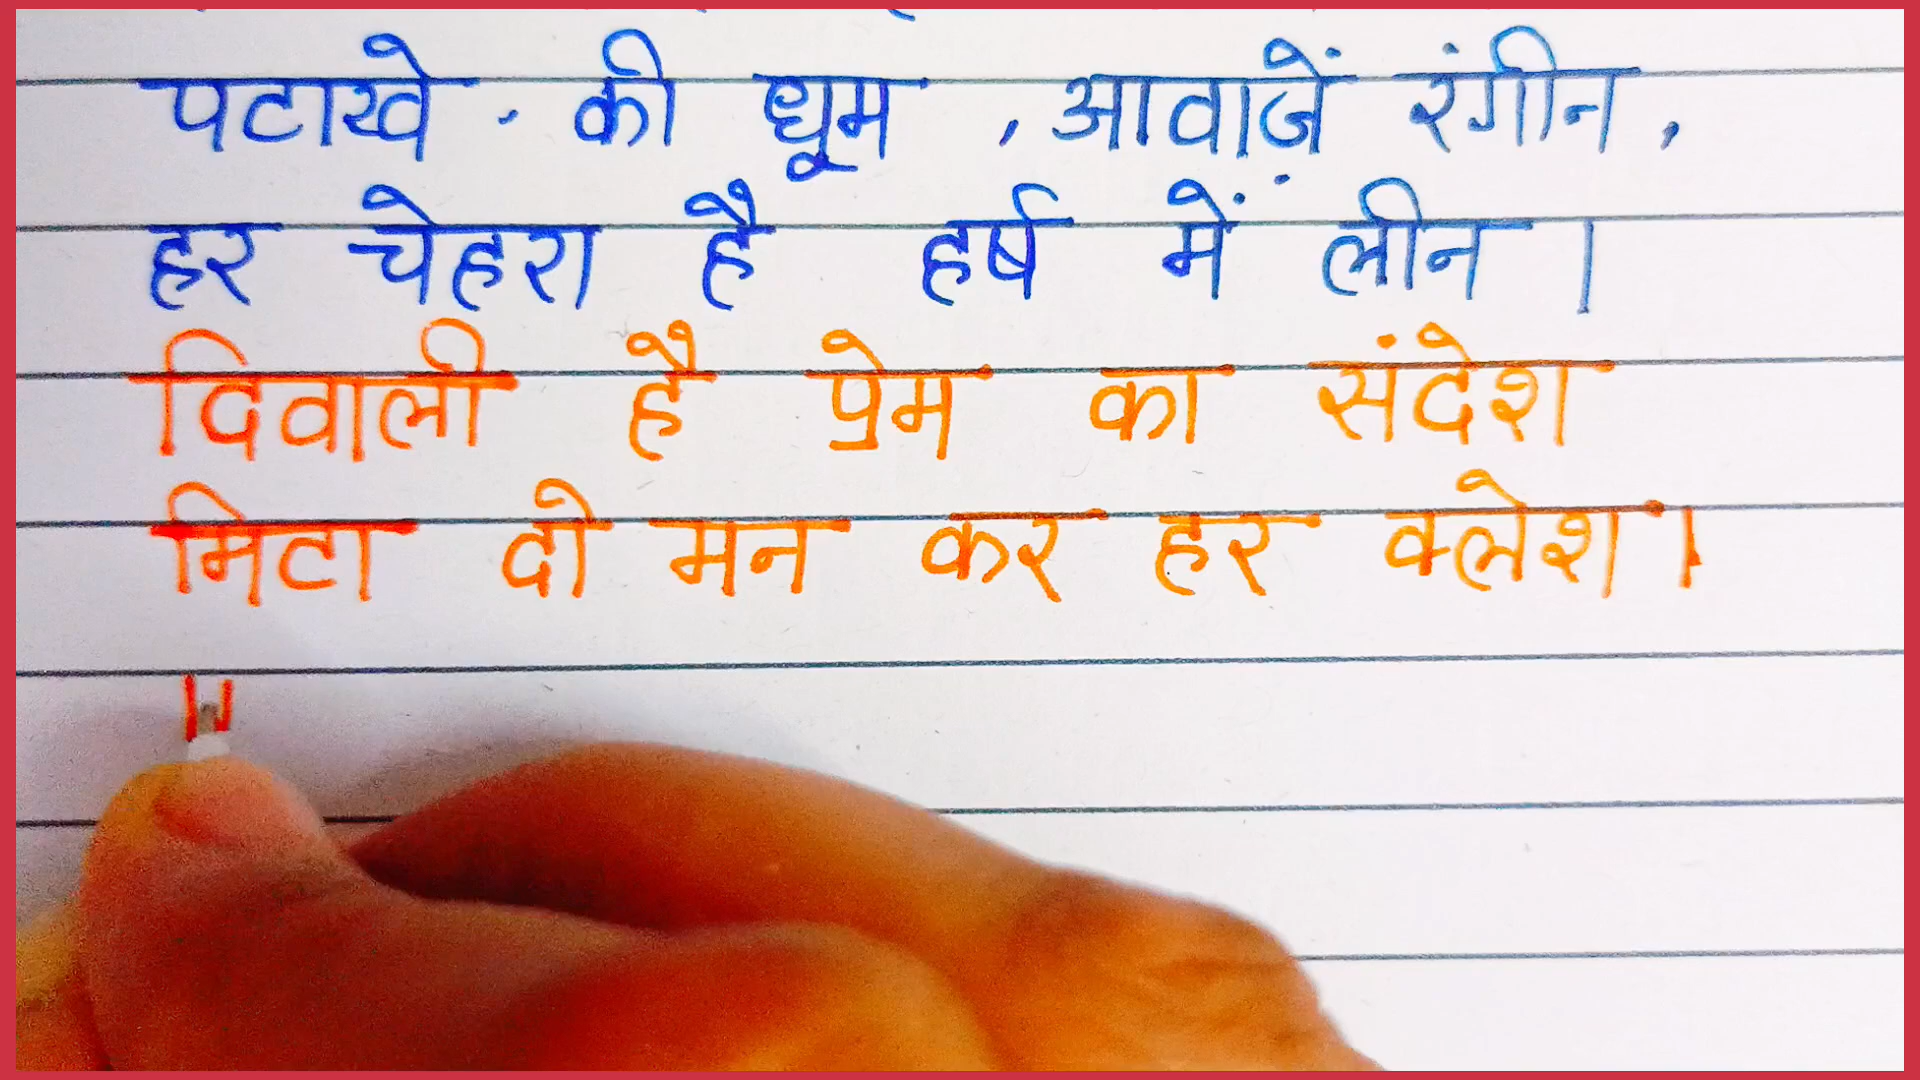 पटाखे . की धूम , आवाज़ें रंगीन ,
हर चेहरा है हर्ष में लीन ।
दिवाली है प्रेम का संदेश
मिटा दो मन कर हर क्लेश ।